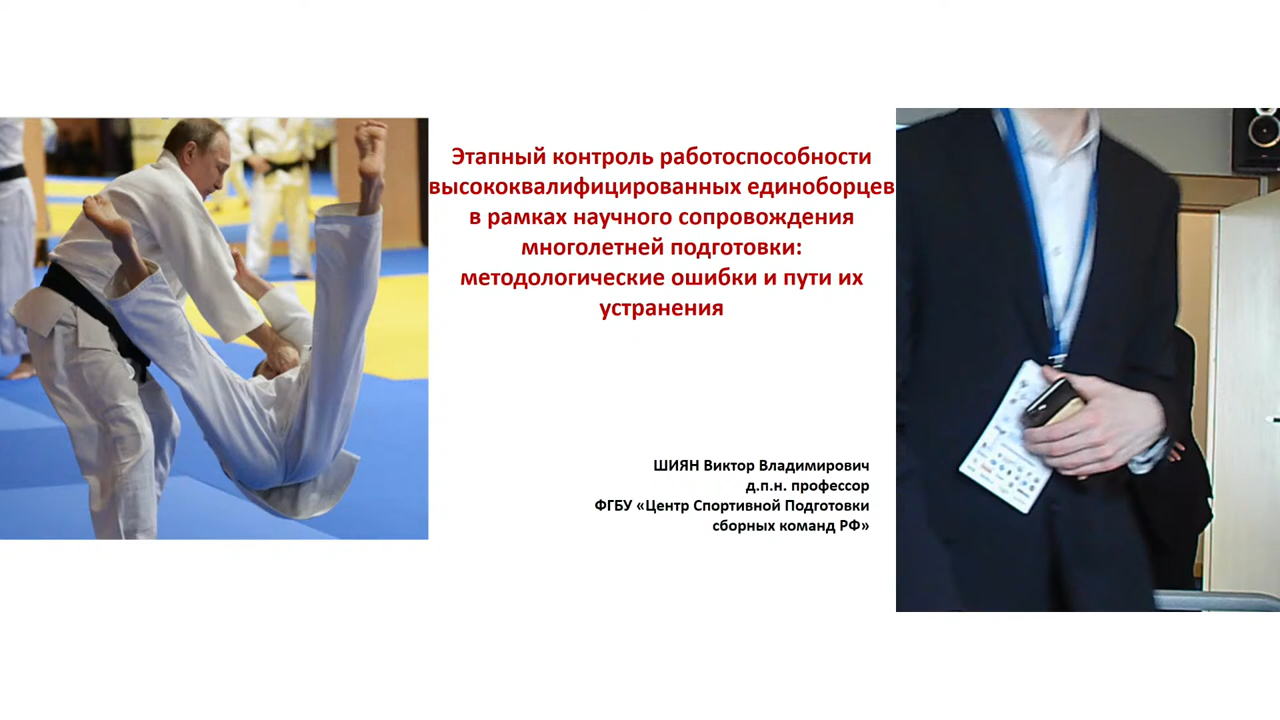 Этапный контроль работоспособности
высококвалифицированных единоборцев
в рамках научного сопровождения
многолетней подготовки:
методологические ошибки и пути их
устранения
ШИЯН Виктор Владимирович
д.п.н. профессор
ФГБУ «Центр Спортивной Подготовки
сборных команд РФ»